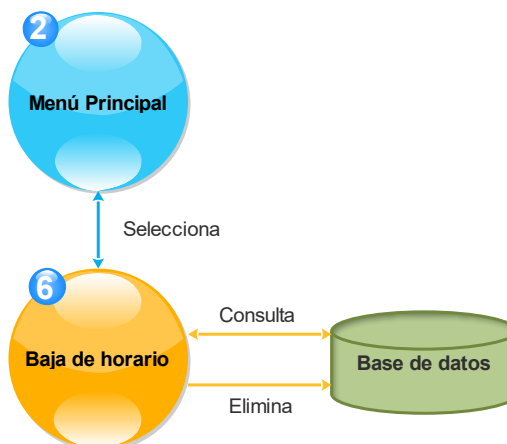 2
Menú Principal
Selecciona
6
Baja de horario
Consulta
Base de datos
Elimina